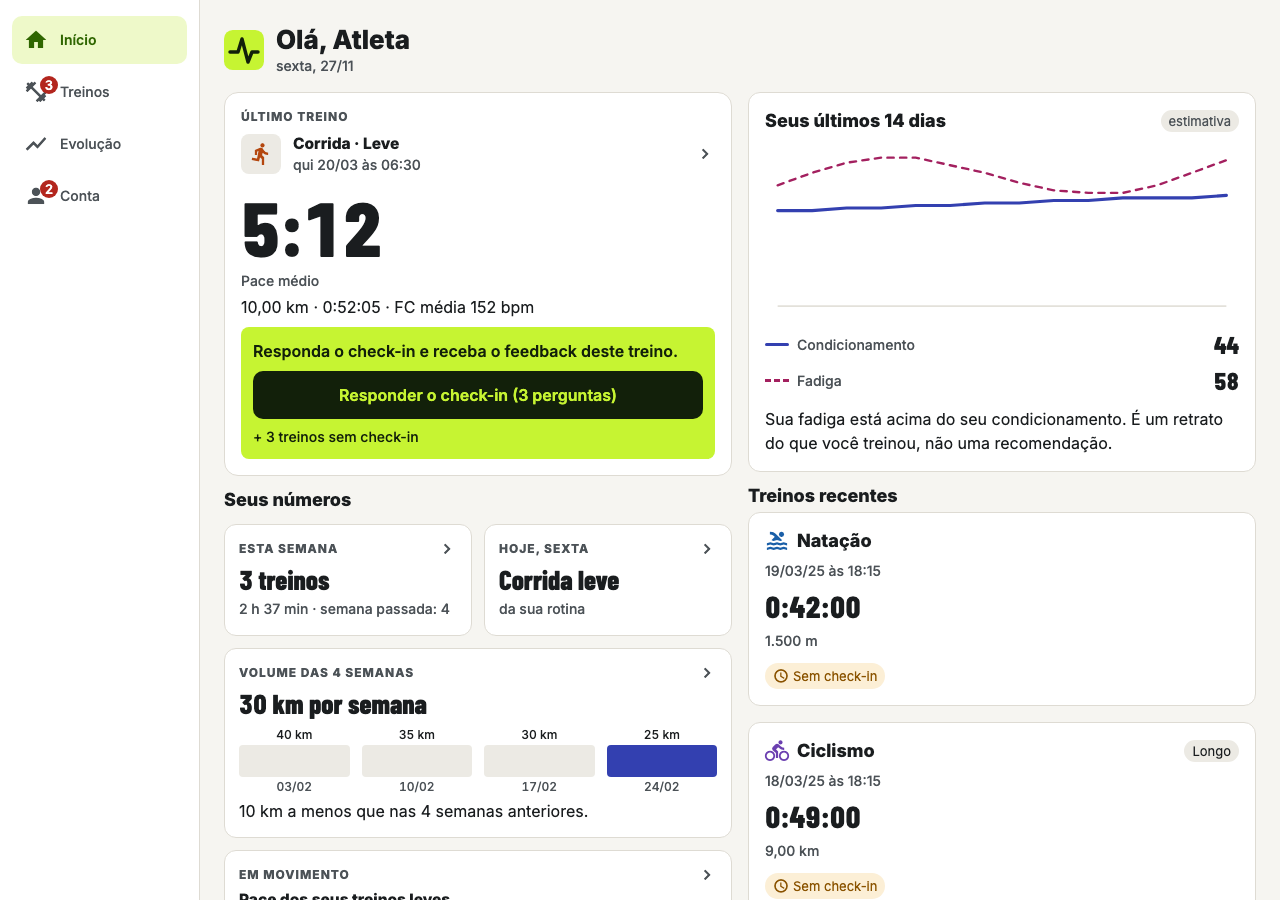 Início
3
Treinos
Evolução
2
Conta
Olá, Atleta
sexta, 27/11
ÚLTIMO TREINO
Corrida · Leve
qui 20/03 às 06:30
5:12
Pace médio
10,00 km · 0:52:05 · FC média 152 bpm
Responda o check-in e receba o feedback deste treino.
Responder o check-in (3 perguntas)
+ 3 treinos sem check-in
Seus números
ESTA SEMANA
3 treinos
2 h 37 min · semana passada: 4
HOJE, SEXTA
Corrida leve
da sua rotina
VOLUME DAS 4 SEMANAS
30 km por semana
40 km 35 km 30 km 25 km
03/02 10/02 17/02 24/02
10 km a menos que nas 4 semanas anteriores.
EM MOVIMENTO
Pace dos seus treinos leves
Seus últimos 14 dias
estimativa
Condicionamento 44
Fadiga 58
Sua fadiga está acima do seu condicionamento. É um retrato
do que você treinou, não uma recomendação.
Treinos recentes
Natação
19/03/25 às 18:15
0:42:00
1.500 m
Sem check-in
Ciclismo
Longo
18/03/25 às 18:15
0:49:00
9,00 km
Sem check-in